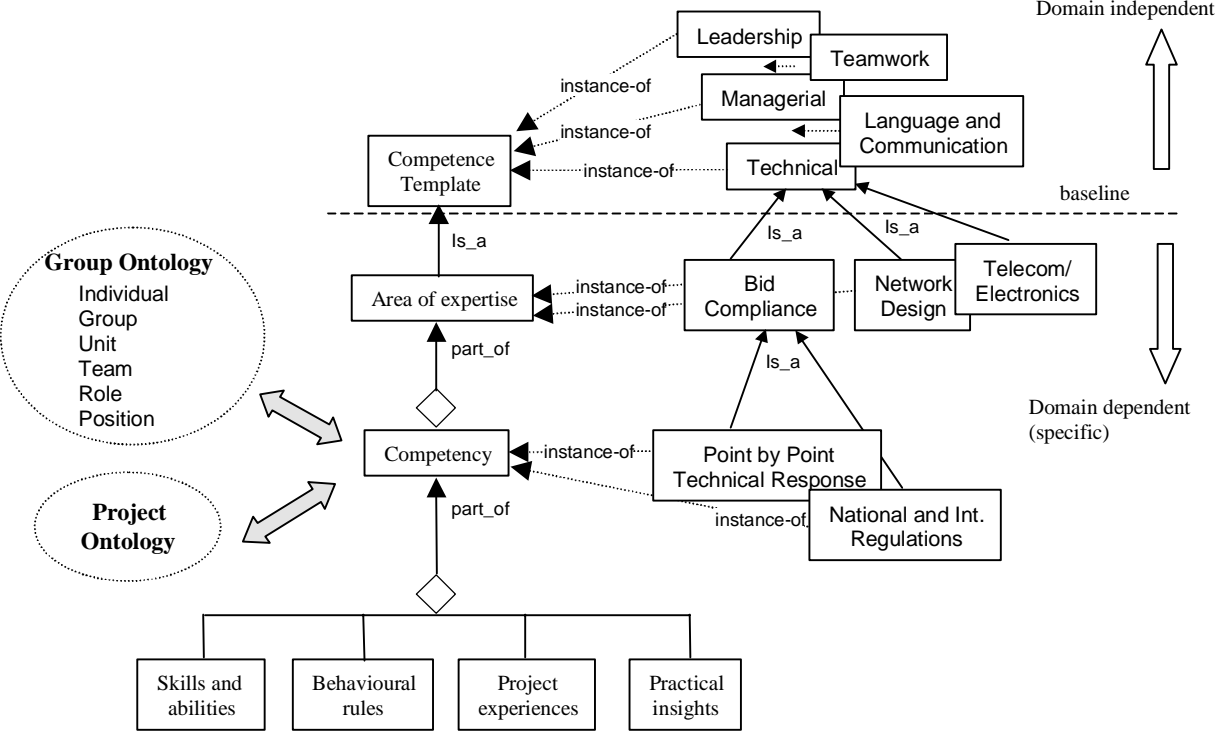 Domain independent
Leadership
Teamwork
instance-of
Managerial
instance-of
Language and
Communication
Competence
Template
instance-of
Technical
baseline
Is_a
Is_a
Is_a
Group Ontology
Individual
Group
Unit
Team
Role
Position
Area of expertise
instance-of
instance-of
Bid
Compliance
Network
Design
Telecom/
Electronics
part_of
Is_a
Domain dependent
(specific)
Competency
instance-of
Point by Point
Technical Response
Project
Ontology
part_of
instance-of
National and Int.
Regulations
Skills and
abilities
Behavioural
rules
Project
experiences
Practical
insights